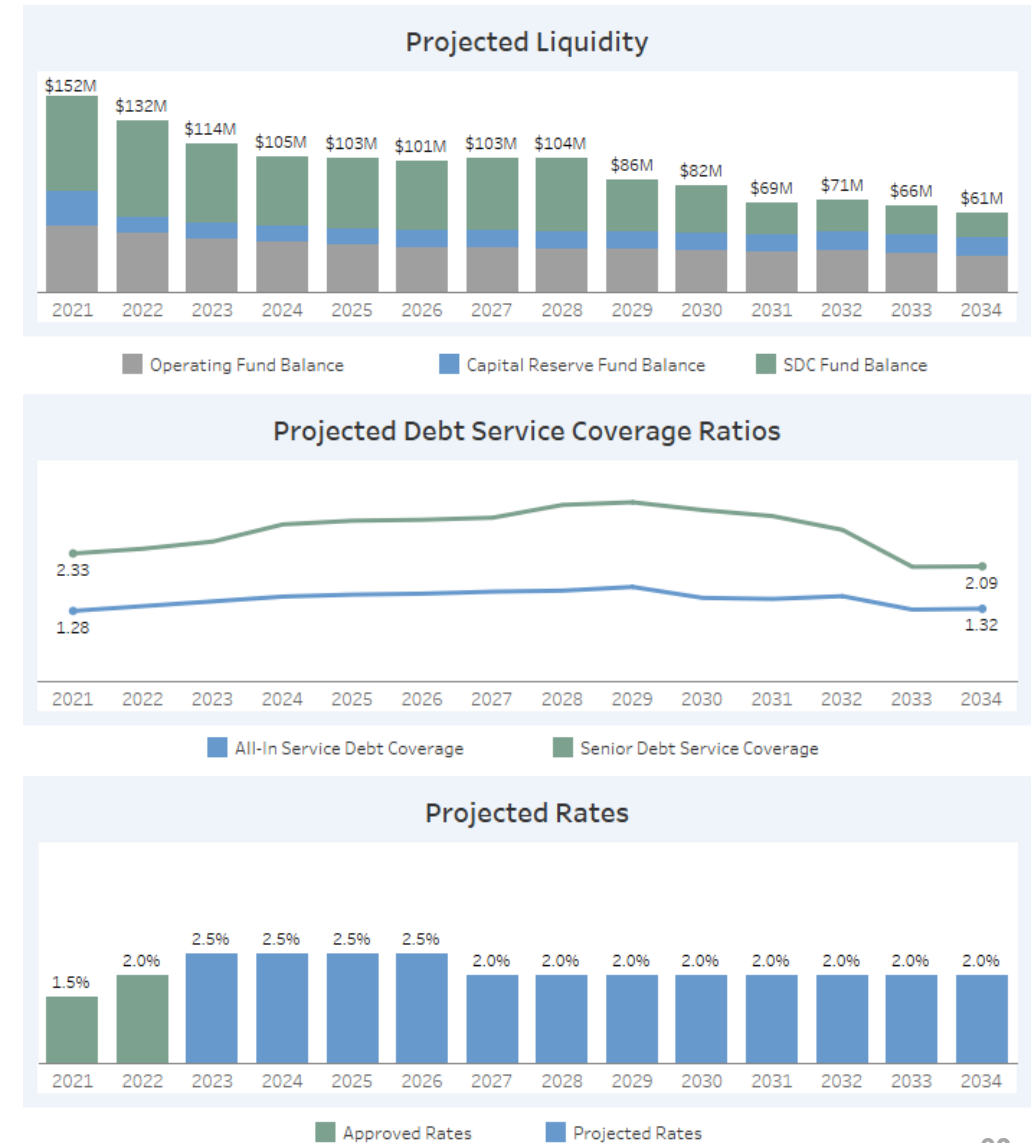 Projected Liquidity
$152M
$132M
$114M
$105M $103M $101M $103M $104M
$86M
$82M
$69M $71M $66M $61M
2021 2022 2023 2024 2025 2026 2027 2028 2029 2030 2031 2032 2033 2034
Operating Fund Balance Capital Reserve Fund Balance SDC Fund Balance
Projected Debt Service Coverage Ratios
2.33
2.09
1.28
1.32
2021 2022 2023 2024 2025 2026 2027 2028 2029 2030 2031 2032 2033 2034
All-In Service Debt Coverage Senior Debt Service Coverage
Projected Rates
2.5% 2.5% 2.5% 2.5%
2.0% 2.0% 2.0% 2.0% 2.0% 2.0% 2.0% 2.0% 2.0%
1.5%
2021 2022 2023 2024 2025 2026 2027 2028 2029 2030 2031 2032 2033 2034
Approved Rates Projected Rates